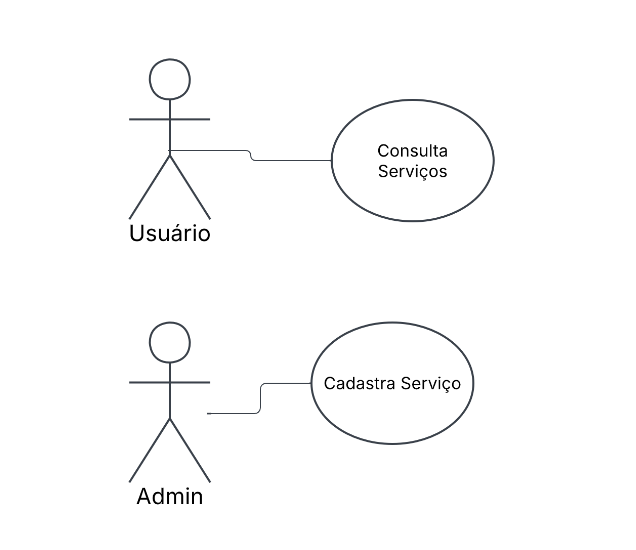 Consulta
Serviços
Usuário
Cadastra Serviço
Admin